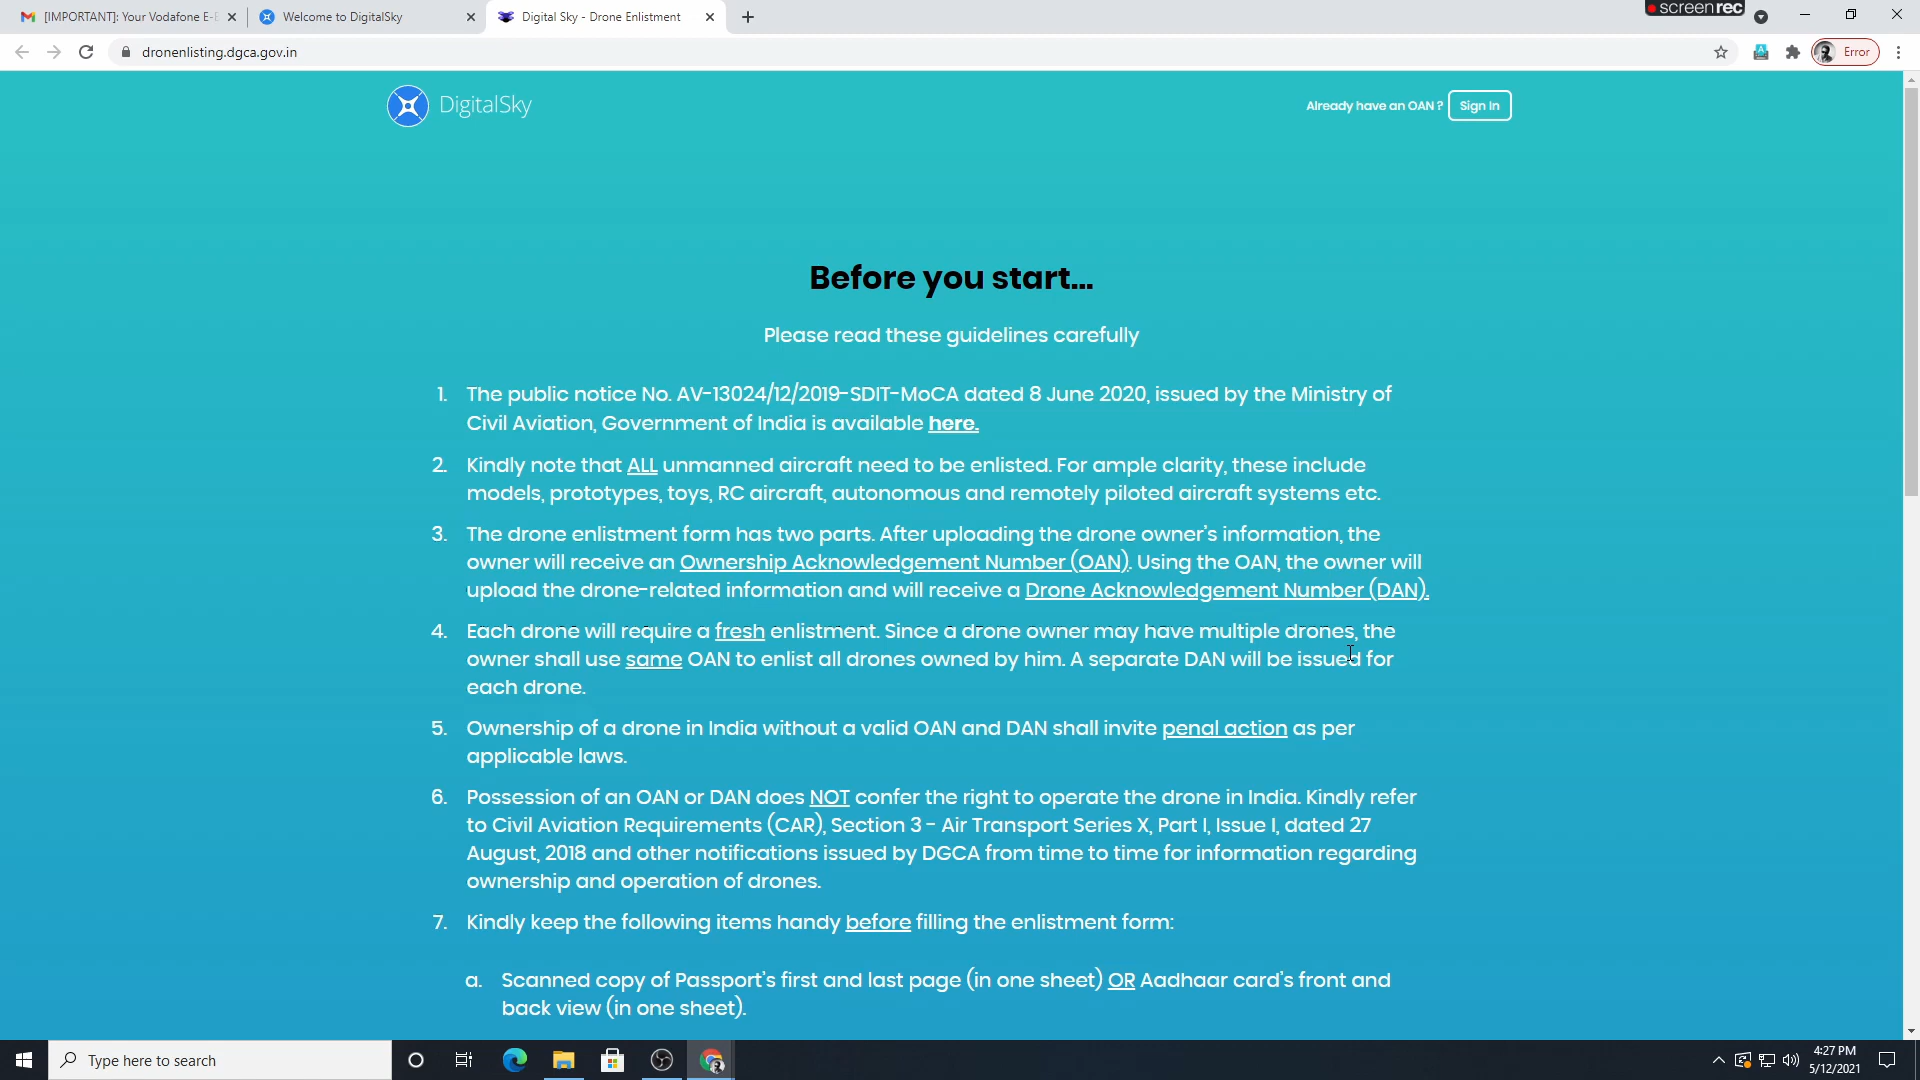 [IMPORTANT]: Your Vodafone E-B
Welcome to DigitalSky
Digital Sky - Drone Enlistment
screenrec
dronenlisting.dgca.gov.in
Error
DigitalSky
Already have an OAN ? Sign In
Before you start...
Please read these guidelines carefully
1. The public notice No. AV-13024/12/2019-SDIT-MoCA dated 8 June 2020, issued by the Ministry of
Civil Aviation, Government of India is available here.
2. Kindly note that ALL unmanned aircraft need to be enlisted. For ample clarity, these include
models, prototypes, toys, RC aircraft, autonomous and remotely piloted aircraft systems etc.
3. The drone enlistment form has two parts. After uploading the drone owner's information, the
owner will receive an Ownership Acknowledgement Number (OAN). Using the OAN, the owner will
upload the drone-related information and will receive a Drone Acknowledgement Number (DAN).
4. Each drone will require a fresh enlistment. Since a drone owner may have multiple drones, the
owner shall use same OAN to enlist all drones owned by him. A separate DAN will be issued for
each drone.
5. Ownership of a drone in India without a valid OAN and DAN shall invite penal action as per
applicable laws.
6. Possession of an OAN or DAN does NOT confer the right to operate the drone in India. Kindly refer
to Civil Aviation Requirements (CAR), Section 3 - Air Transport Series X, Part I, Issue I, dated 27
August, 2018 and other notifications issued by DGCA from time to time for information regarding
ownership and operation of drones.
7. Kindly keep the following items handy before filling the enlistment form:
a. Scanned copy of Passport's first and last page (in one sheet) OR Aadhaar card's front and
back view (in one sheet).
Type here to search
4:27 PM
5/12/2021